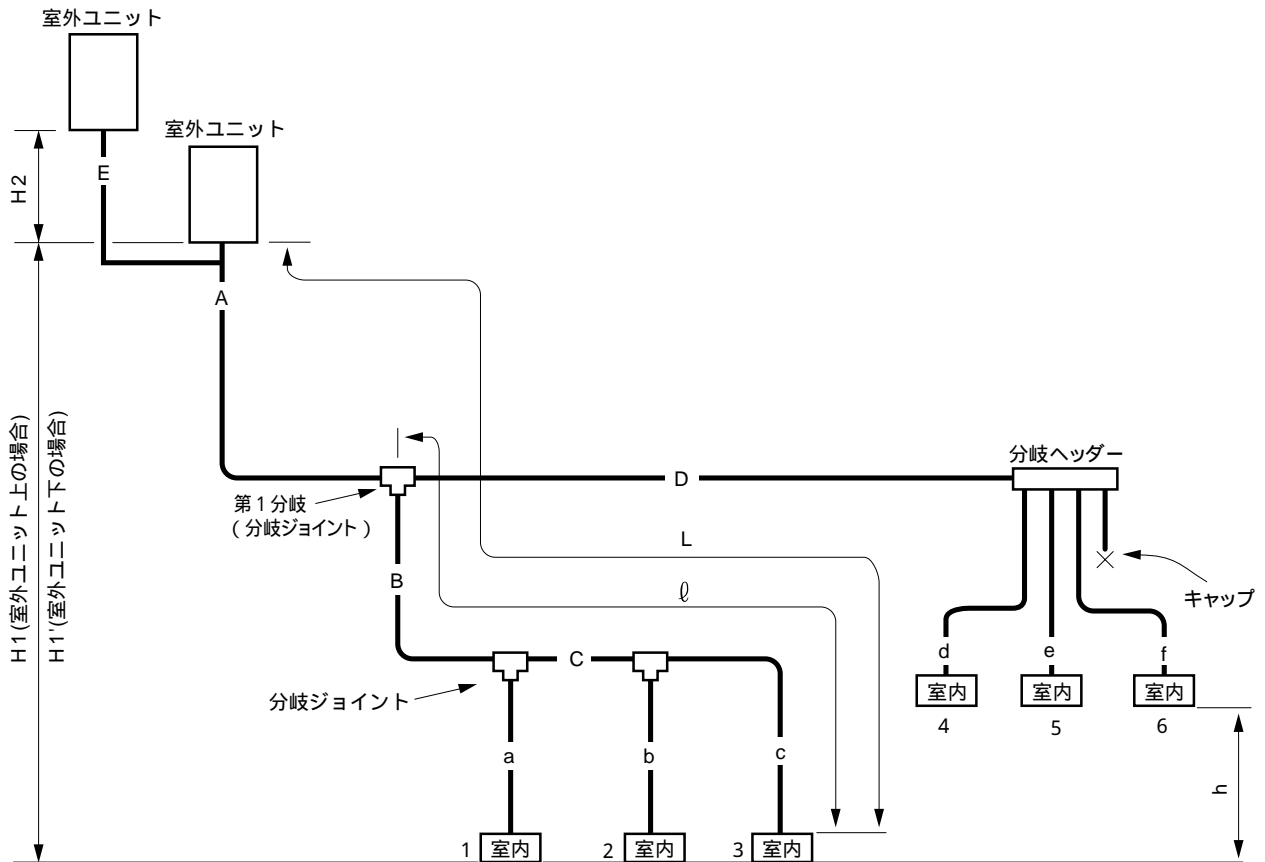 室外ユニット
室外ユニット
H2
E
A
H1(室外ユニット上の場合)
H1'(室外ユニット下の場合)
第1分岐
(分岐ジョイント)
D
分岐ヘッダー
L
ℓ
B
キャップ
C
分岐ジョイント
d
e
f
室内
室内
室内
4
5
6
a
b
c
h
1
室内
2
室内
3
室内